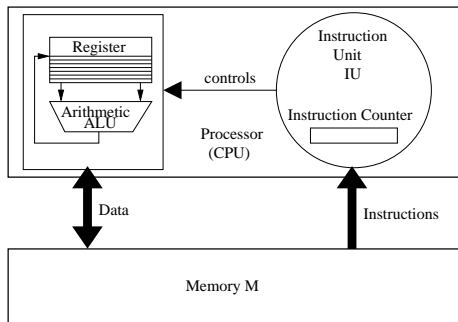 Register
Arithmetic
ALU
controls
Processor
(CPU)
Instruction
Unit
IU
Instruction Counter
Data
Instructions
Memory M